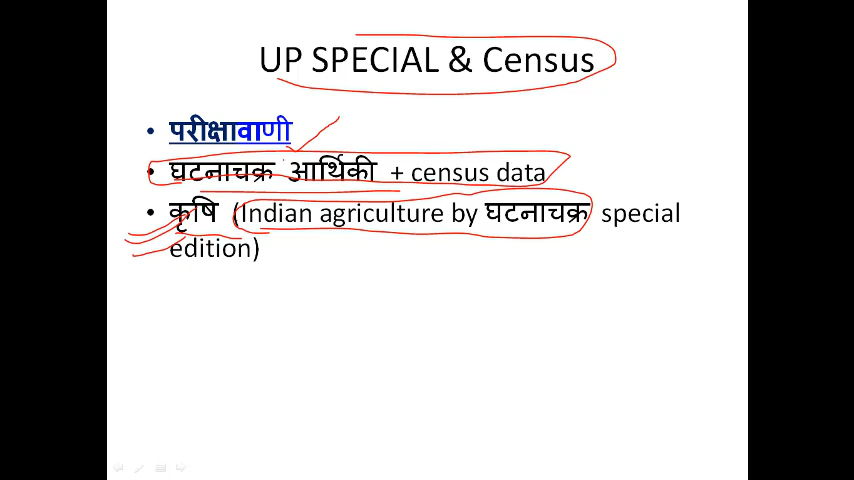 UP SPECIAL & Census
• परीक्षावाणी
• घटनाचक्र आर्थिकी + census data
• कृषि (Indian agriculture by घटनाचक्र special
edition)